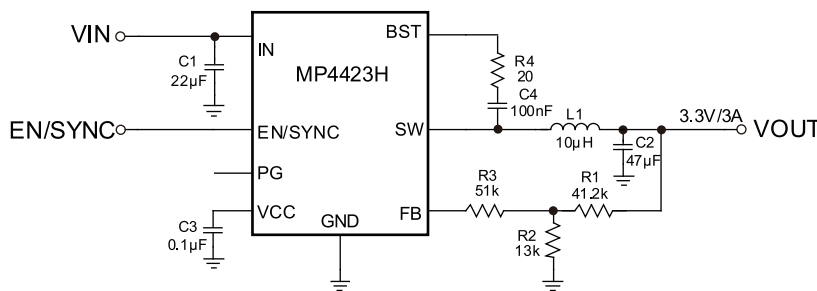 VIN
C1
22µF
IN
MP4423H
BST
R4
20
C4
100nF
EN/SYNC
EN/SYNC
SW
L1
10µH
3.3V/3A
VOUT
C2
47µF
PG
VCC
C3
0.1µF
GND
FB
R3
51k
R1
41.2k
R2
13k